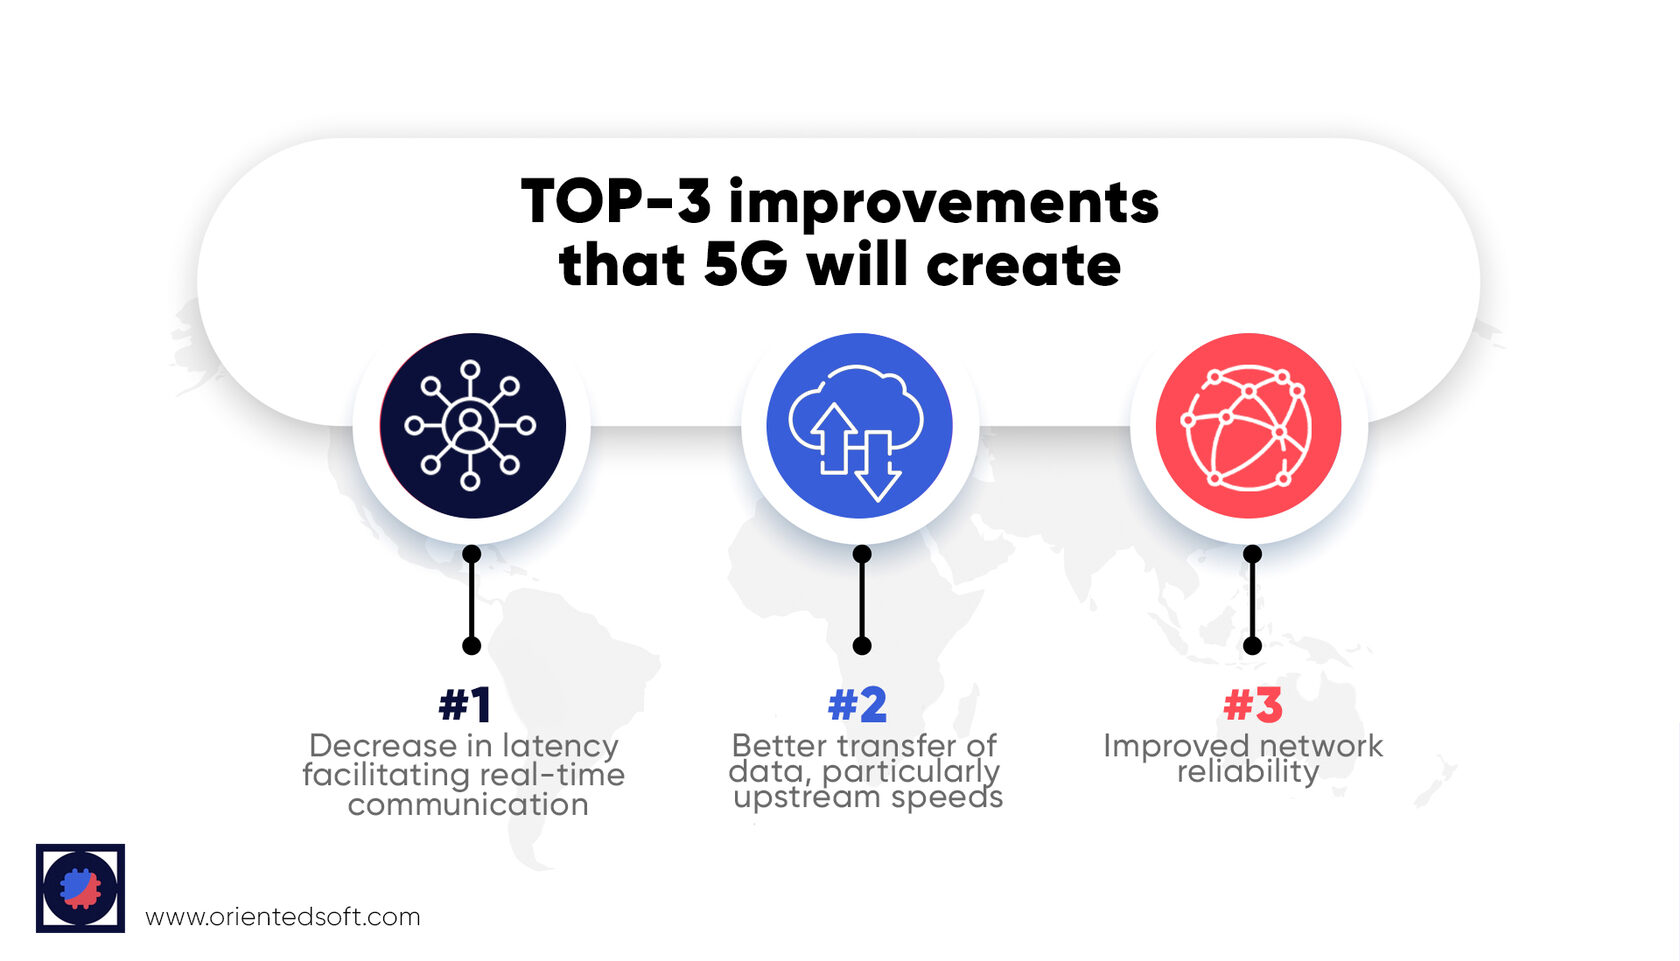 TOP-3 improvements
that 5G will create
#1
Decrease in latency
facilitating real-time
communication
#2
Better transfer of
data, particularly
upstream speeds
#3
Improved network
reliability
www.orientedsoft.com